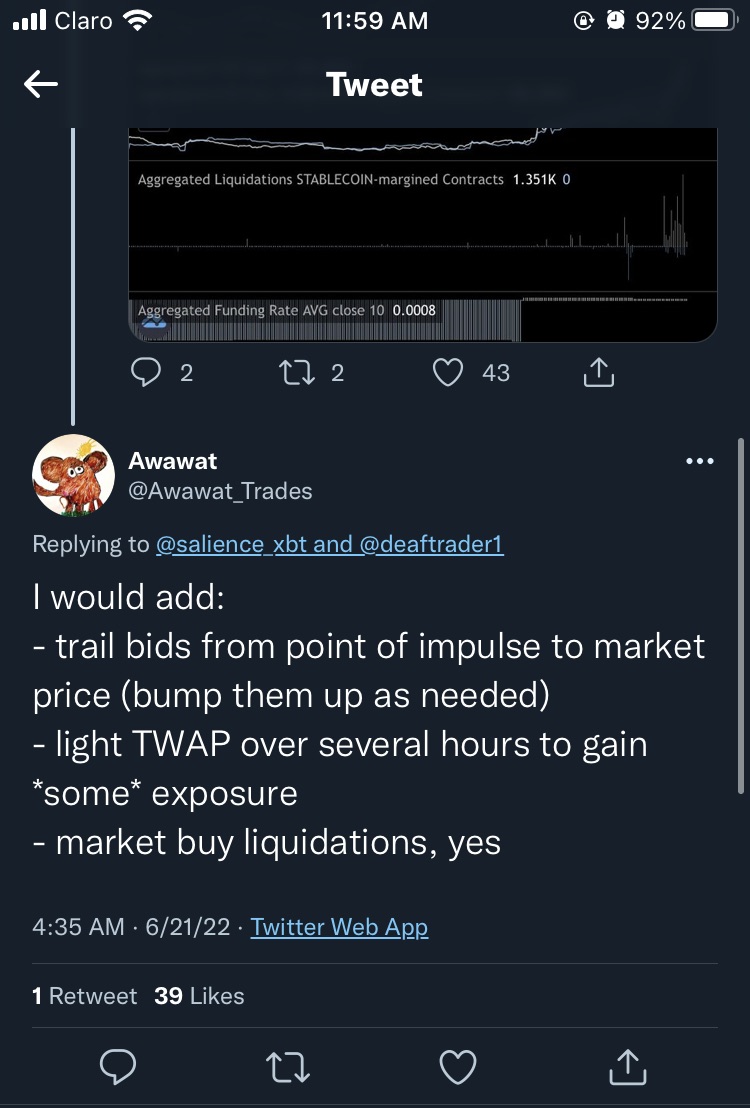 Claro 11:59 AM 92%
Tweet
Aggregated Liquidations STABLECOIN-margined Contracts 1.351K 0
Aggregated Funding Rate AVG close 10 0.0008
2 2 43
Awawat
@Awawat_Trades
Replying to @salience_xbt and @deaftrader1
I would add:
- trail bids from point of impulse to market
price (bump them up as needed)
- light TWAP over several hours to gain
*some* exposure
- market buy liquidations, yes
4:35 AM · 6/21/22 · Twitter Web App
1 Retweet 39 Likes